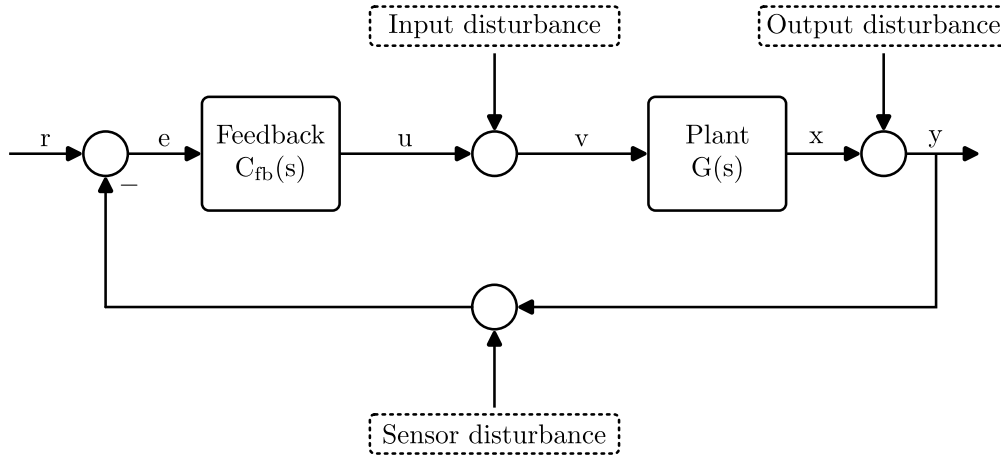 Input disturbance
Output disturbance
r
e
Feedback
C_fb(s)
u
v
Plant
G(s)
x
y
−
Sensor disturbance